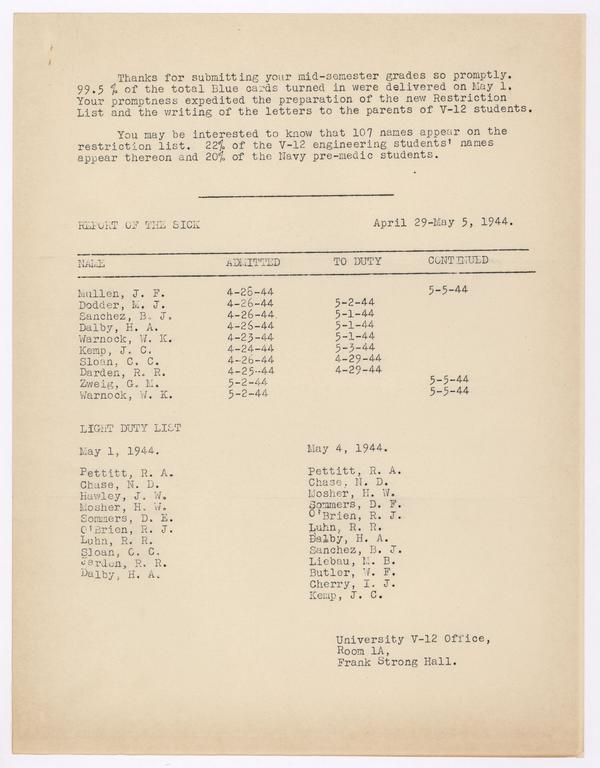 Thanks for submitting your mid-semester grades so promptly.
99.5 % of the total Blue cards turned in were delivered on May 1.
Your promptness expedited the preparation of the new Restriction
List and the writing of the letters to the parents of V-12 students.
You may be interested to know that 107 names appear on the
restriction list. 22% of the V-12 engineering students' names
appear thereon and 20% of the Navy pre-medic students.
REPORT OF THE SICK April 29-May 5, 1944.
NAME ADMITTED TO DUTY CONTINUED
Mullen, J. F. 4-28-44 5-5-44
Dodder, M. J. 4-26-44 5-2-44
Sanchez, B. J. 4-26-44 5-1-44
Dalby, H. A. 4-26-44 5-1-44
Warnock, W. K. 4-23-44 5-1-44
Kemp, J. C. 4-24-44 5-3-44
Sloan, C. C. 4-26-44 4-29-44
Darden, R. R. 4-25-44 4-29-44
Zweig, G. M. 5-2-44 5-5-44
Warnock, W. K. 5-2-44 5-5-44
LIGHT DUTY LIST
May 1, 1944.
Pettitt, R. A.
Chase, N. D.
Hawley, J. W.
Mosher, H. W.
Sommers, D. E.
O'Brien, R. J.
Luhn, R. R.
Sloan, C. C.
Darden, R. R.
Dalby, H. A.
May 4, 1944.
Pettitt, R. A.
Chase, N. D.
Mosher, H. W.
Sommers, D. F.
O'Brien, R. J.
Luhn, R. R.
Dalby, H. A.
Sanchez, B. J.
Liebau, M. B.
Butler, W. F.
Cherry, I. J.
Kemp, J. C.
University V-12 Office,
Room 1A,
Frank Strong Hall.